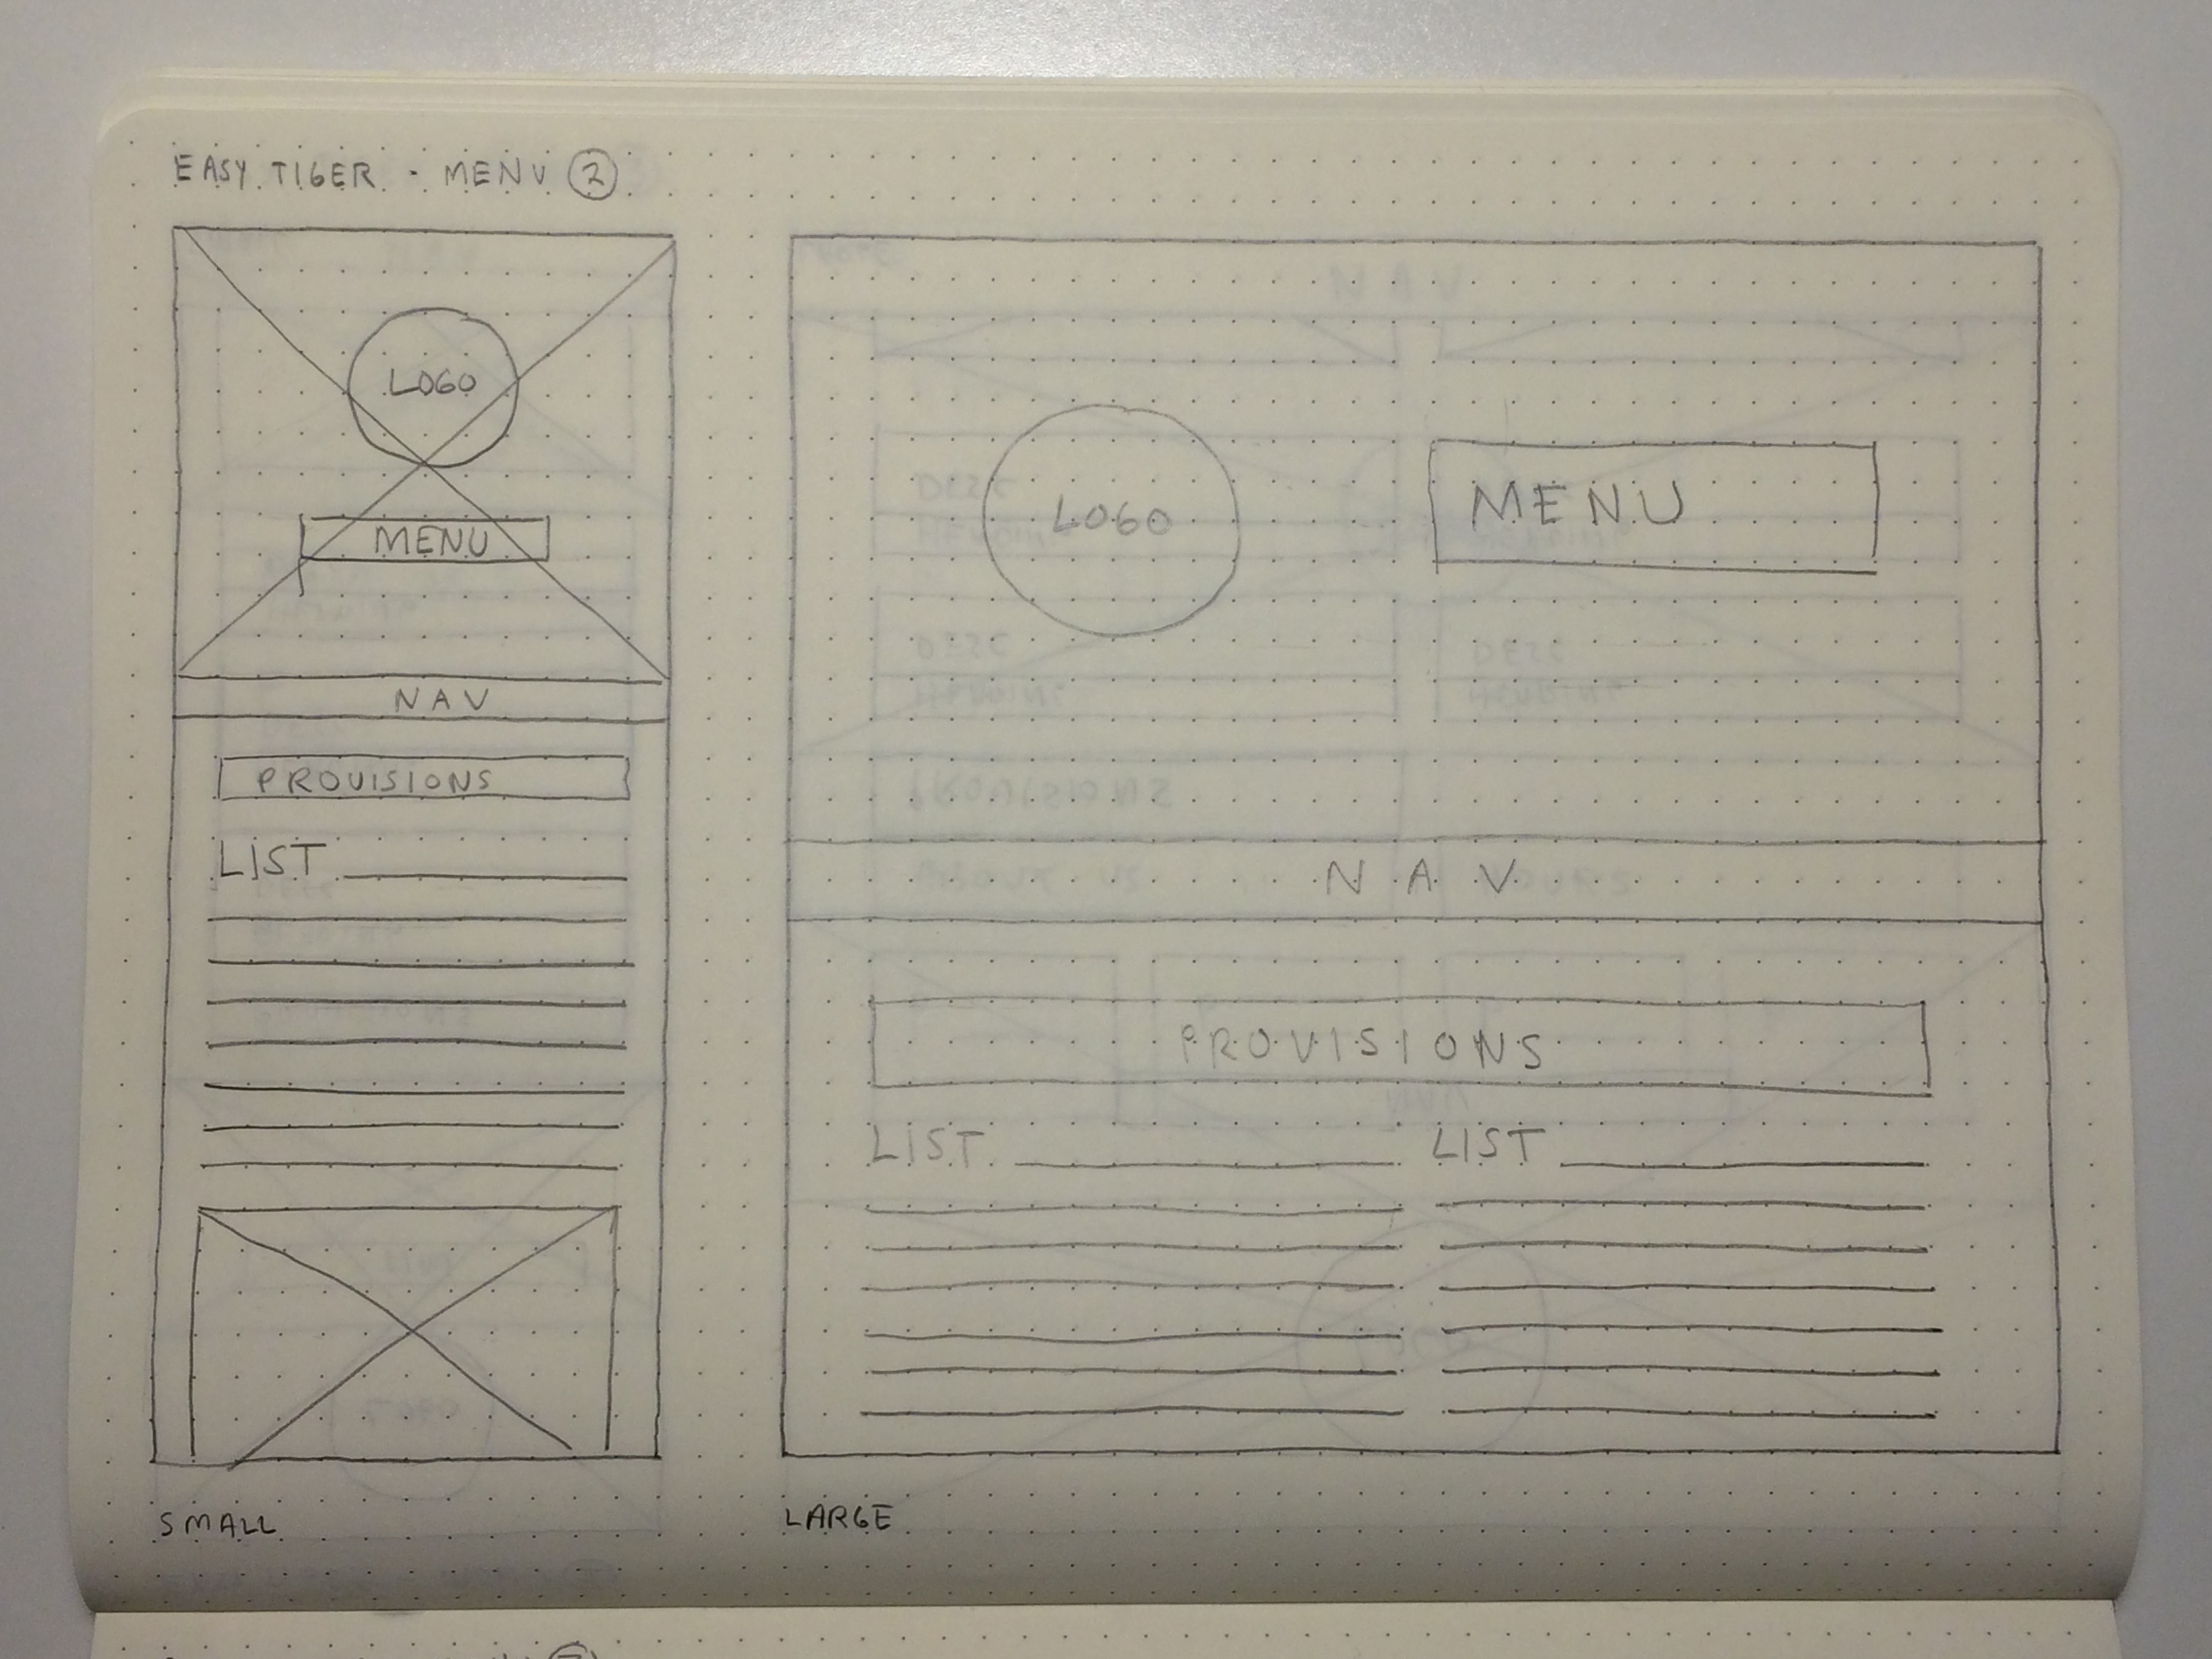 EASY TIGER - MENU 2
LOGO
MENU
NAV
PROVISIONS
LIST
SMALL
LOGO
MENU
NAV
PROVISIONS
LIST LIST
LARGE